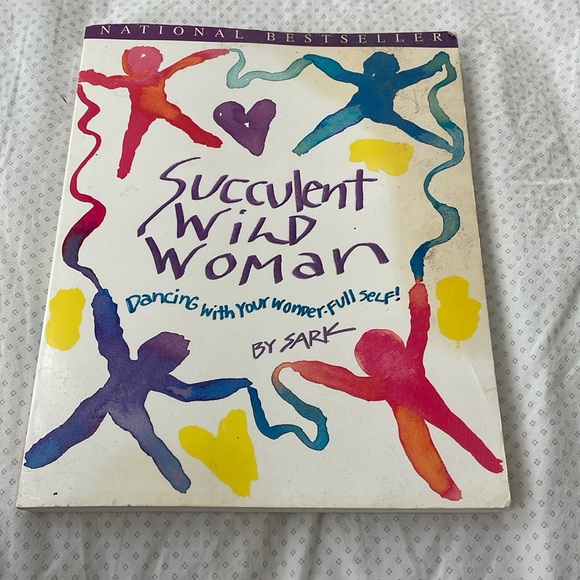 NATIONAL BESTSELLER
Succulent
WiLD
WOMAN
Dancing with Your Wonder-Full Self!
BY SARK